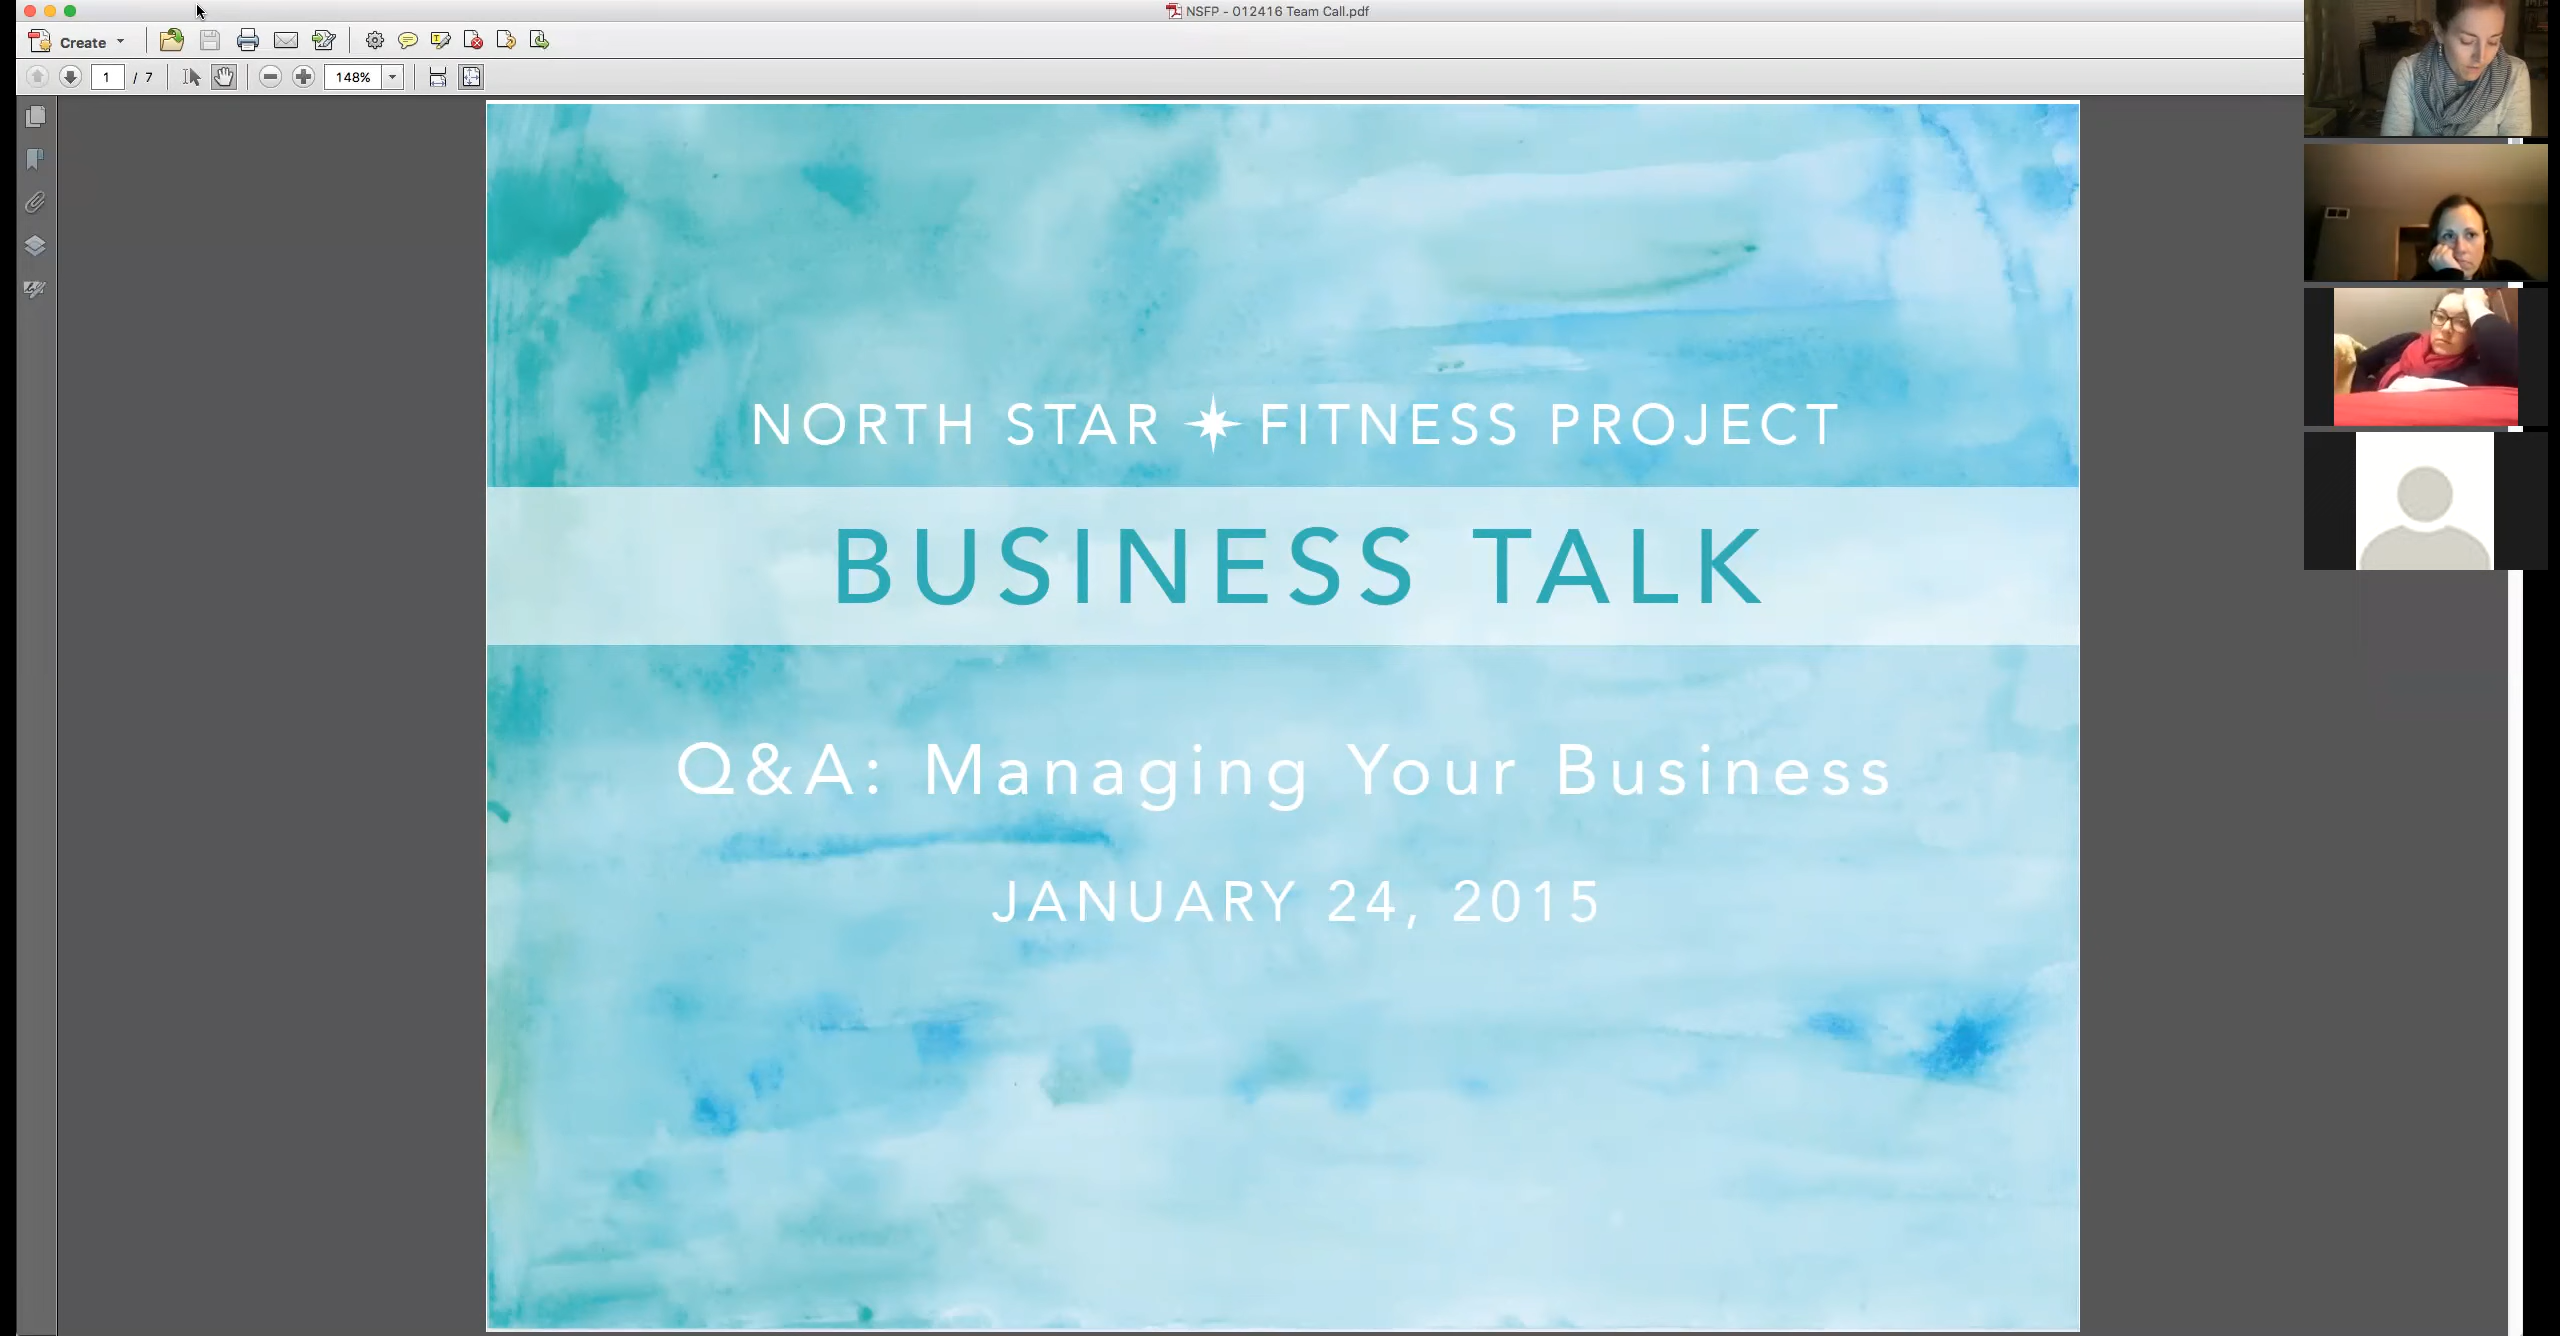 NSFP - 012416 Team Call.pdf
Create
1 / 7
148%
NORTH STAR FITNESS PROJECT
BUSINESS TALK
Q&A: Managing Your Business
JANUARY 24, 2015